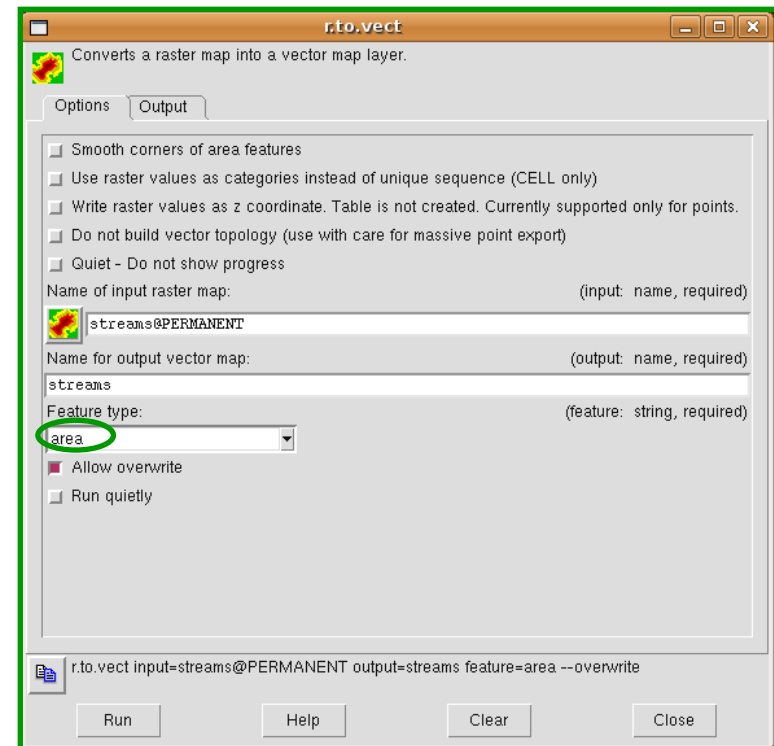 r.to.vect
Converts a raster map into a vector map layer.
Options Output
Smooth corners of area features
Use raster values as categories instead of unique sequence (CELL only)
Write raster values as z coordinate. Table is not created. Currently supported only for points.
Do not build vector topology (use with care for massive point export)
Quiet - Do not show progress
Name of input raster map: (input: name, required)
streams@PERMANENT
Name for output vector map: (output: name, required)
streams
Feature type: (feature: string, required)
area
Allow overwrite
Run quietly
r.to.vect input=streams@PERMANENT output=streams feature=area --overwrite
Run Help Clear Close